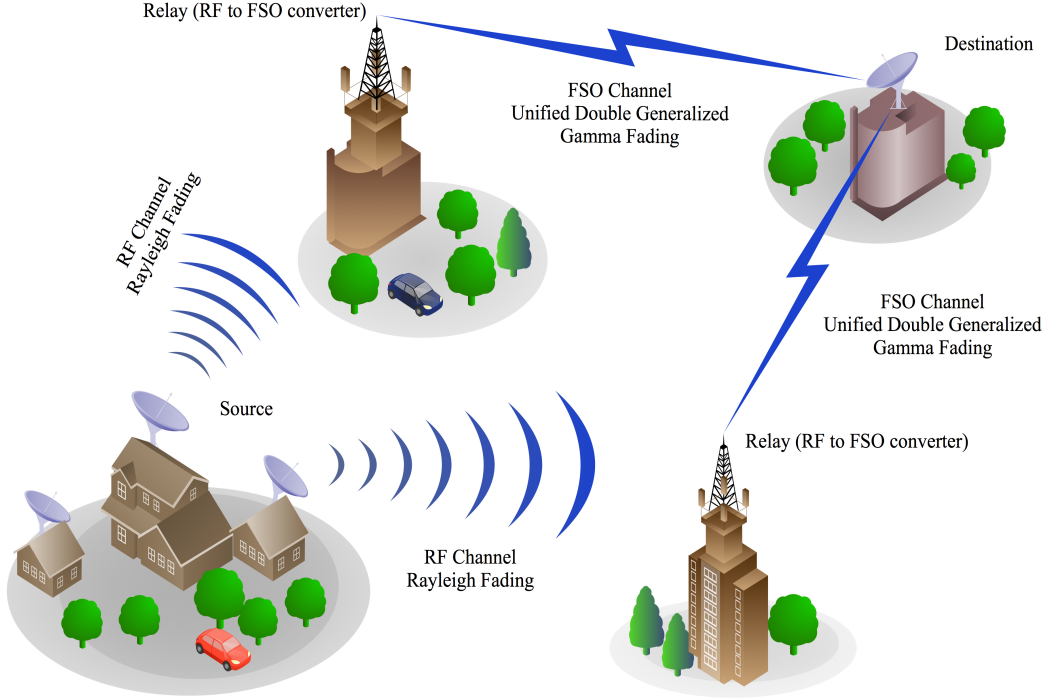 Relay (RF to FSO converter)
Destination
FSO Channel
Unified Double Generalized
Gamma Fading
RF Channel
Rayleigh Fading
FSO Channel
Unified Double Generalized
Gamma Fading
Source
Relay (RF to FSO converter)
RF Channel
Rayleigh Fading